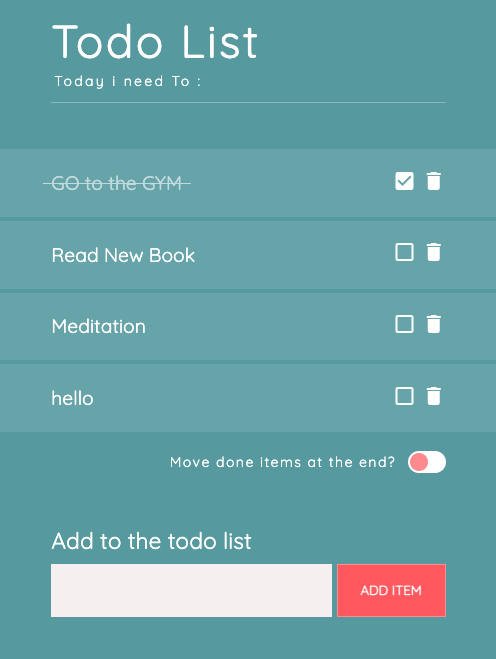 Todo List
Today i need To :
GO to the GYM
Read New Book
Meditation
hello
Move done items at the end?
Add to the todo list
ADD ITEM